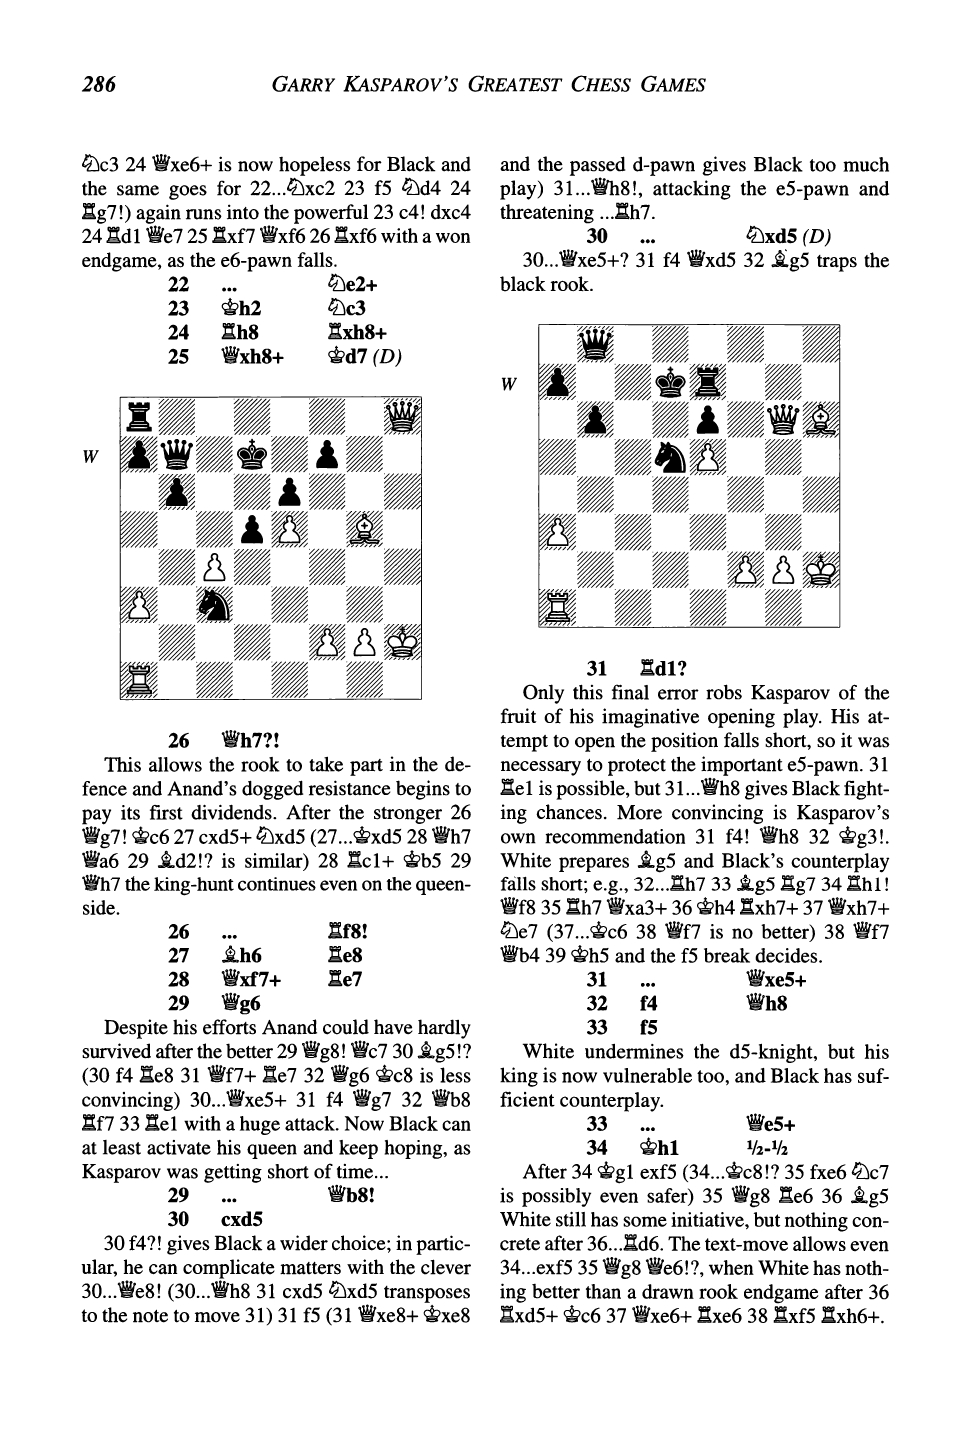 286
GARRY KASPAROV'S GREATEST CHESS GAMES
♘c3 24 ♕xe6+ is now hopeless for Black and
the same goes for 22...♘xc2 23 f5 ♘d4 24
♖g7!) again runs into the powerful 23 c4! dxc4
24 ♖d1 ♕e7 25 ♖xf7 ♕xf6 26 ♖xf6 with a won
endgame, as the e6-pawn falls.
22 ... ♘e2+
23 ♔h2 ♘c3
24 ♖h8 ♖xh8+
25 ♕xh8+ ♔d7 (D)
W
26 ♕h7?!
This allows the rook to take part in the de-
fence and Anand's dogged resistance begins to
pay its first dividends. After the stronger 26
♕g7! ♔c6 27 cxd5+ ♘xd5 (27...♔xd5 28 ♕h7
♕a6 29 ♗d2!? is similar) 28 ♖c1+ ♔b5 29
♕h7 the king-hunt continues even on the queen-
side.
26 ... ♖f8!
27 ♗h6 ♖e8
28 ♕xf7+ ♖e7
29 ♕g6
Despite his efforts Anand could have hardly
survived after the better 29 ♕g8! ♕c7 30 ♗g5!?
(30 f4 ♖e8 31 ♕f7+ ♖e7 32 ♕g6 ♔c8 is less
convincing) 30...♕xe5+ 31 f4 ♕g7 32 ♕b8
♖f7 33 ♖e1 with a huge attack. Now Black can
at least activate his queen and keep hoping, as
Kasparov was getting short of time...
29 ... ♕b8!
30 cxd5
30 f4?! gives Black a wider choice; in partic-
ular, he can complicate matters with the clever
30...♕e8! (30...♕h8 31 cxd5 ♘xd5 transposes
to the note to move 31) 31 f5 (31 ♕xe8+ ♔xe8
and the passed d-pawn gives Black too much
play) 31...♕h8!, attacking the e5-pawn and
threatening ...♖h7.
30 ... ♘xd5 (D)
30...♕xe5+? 31 f4 ♕xd5 32 ♗g5 traps the
black rook.
W
31 ♖d1?
Only this final error robs Kasparov of the
fruit of his imaginative opening play. His at-
tempt to open the position falls short, so it was
necessary to protect the important e5-pawn. 31
♖e1 is possible, but 31...♕h8 gives Black fight-
ing chances. More convincing is Kasparov's
own recommendation 31 f4! ♕h8 32 ♔g3!.
White prepares ♗g5 and Black's counterplay
falls short; e.g., 32...♖h7 33 ♗g5 ♖g7 34 ♖h1!
♕f8 35 ♖h7 ♕xa3+ 36 ♔h4 ♖xh7+ 37 ♕xh7+
♘e7 (37...♔c6 38 ♕f7 is no better) 38 ♕f7
♕b4 39 ♔h5 and the f5 break decides.
31 ... ♕xe5+
32 f4 ♕h8
33 f5
White undermines the d5-knight, but his
king is now vulnerable too, and Black has suf-
ficient counterplay.
33 ... ♕e5+
34 ♔h1 ½-½
After 34 ♔g1 exf5 (34...♔c8!? 35 fxe6 ♘c7
is possibly even safer) 35 ♕g8 ♖e6 36 ♗g5
White still has some initiative, but nothing con-
crete after 36...♖d6. The text-move allows even
34...exf5 35 ♕g8 ♕e6!?, when White has noth-
ing better than a drawn rook endgame after 36
♖xd5+ ♔c6 37 ♕xe6+ ♖xe6 38 ♖xf5 ♖xh6+.